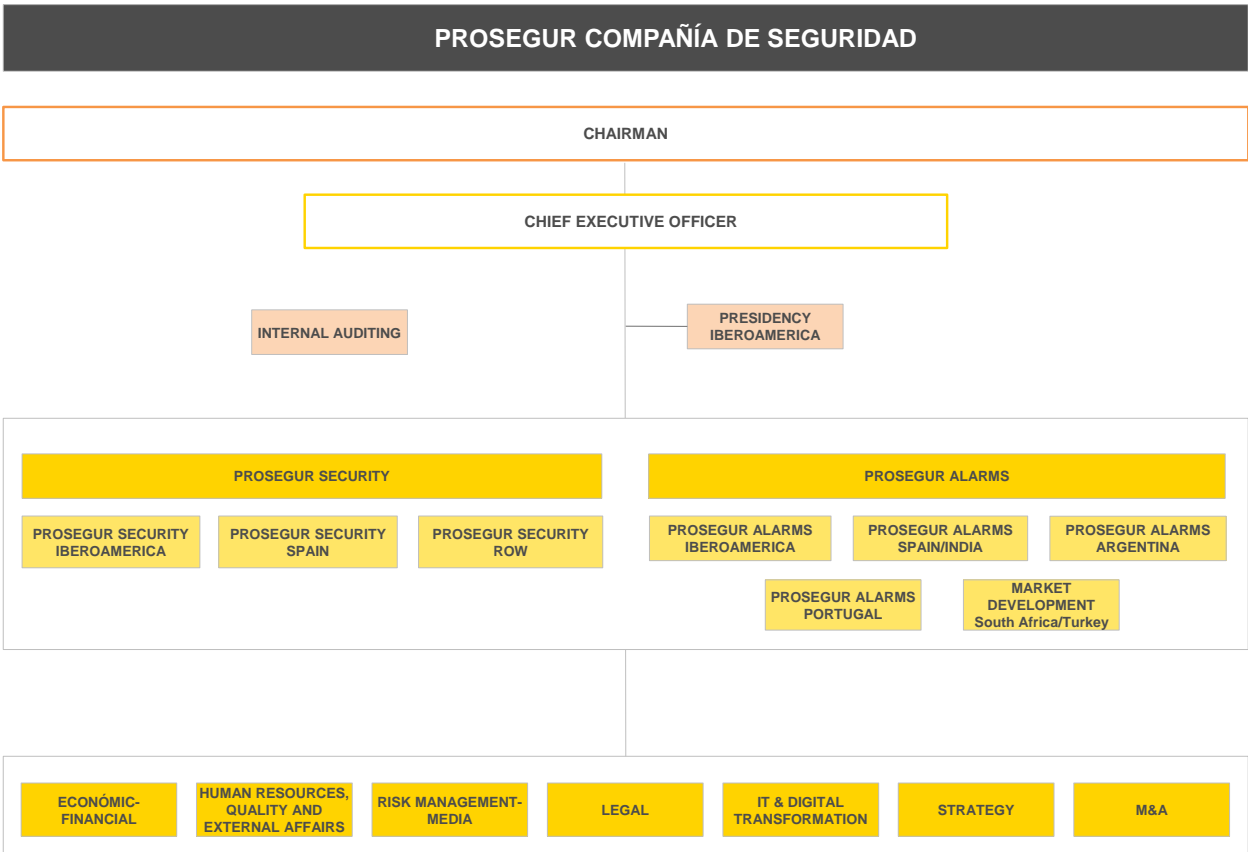 PROSEGUR COMPAÑÍA DE SEGURIDAD
CHAIRMAN
CHIEF EXECUTIVE OFFICER
INTERNAL AUDITING
PRESIDENCY
IBEROAMERICA
PROSEGUR SECURITY
PROSEGUR ALARMS
PROSEGUR SECURITY
IBEROAMERICA
PROSEGUR SECURITY
SPAIN
PROSEGUR SECURITY
ROW
PROSEGUR ALARMS
IBEROAMERICA
PROSEGUR ALARMS
SPAIN/INDIA
PROSEGUR ALARMS
ARGENTINA
PROSEGUR ALARMS
PORTUGAL
MARKET
DEVELOPMENT
South Africa/Turkey
ECONÓMIC-
FINANCIAL
HUMAN RESOURCES,
QUALITY AND
EXTERNAL AFFAIRS
RISK MANAGEMENT-
MEDIA
LEGAL
IT & DIGITAL
TRANSFORMATION
STRATEGY
M&A